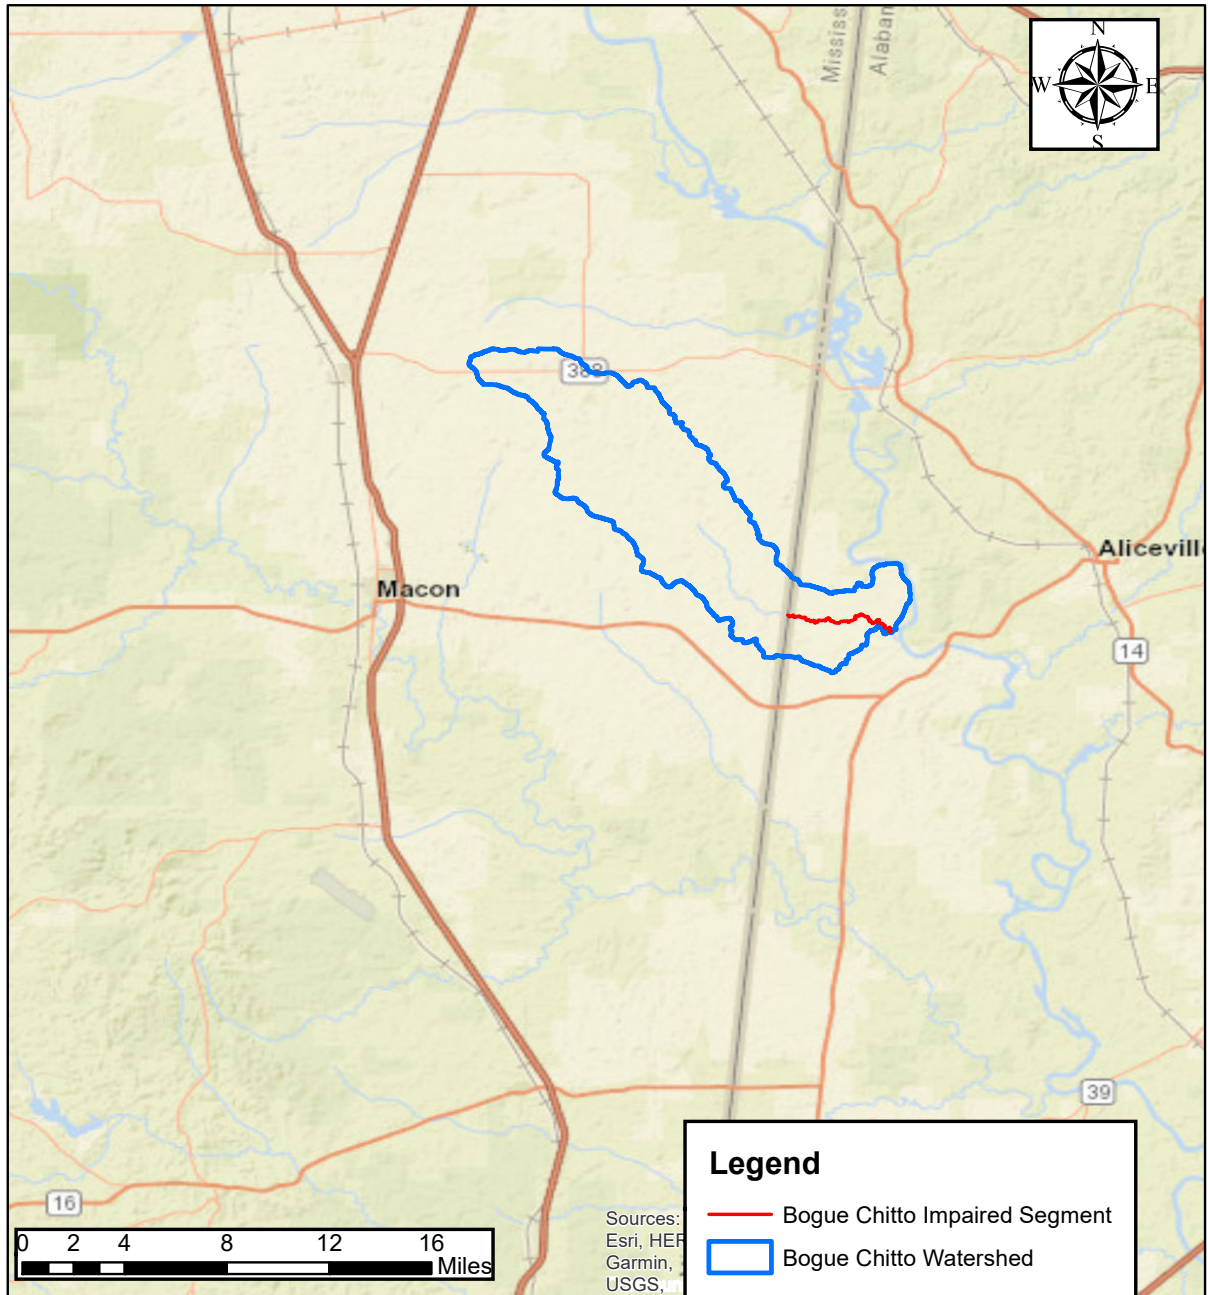 Mississ
Alaban
N
W E
S
388
Aliceville
Macon
14
39
16
Legend
Bogue Chitto Impaired Segment
Bogue Chitto Watershed
0 2 4 8 12 16
Miles
Sources:
Esri, HER
Garmin,
USGS,